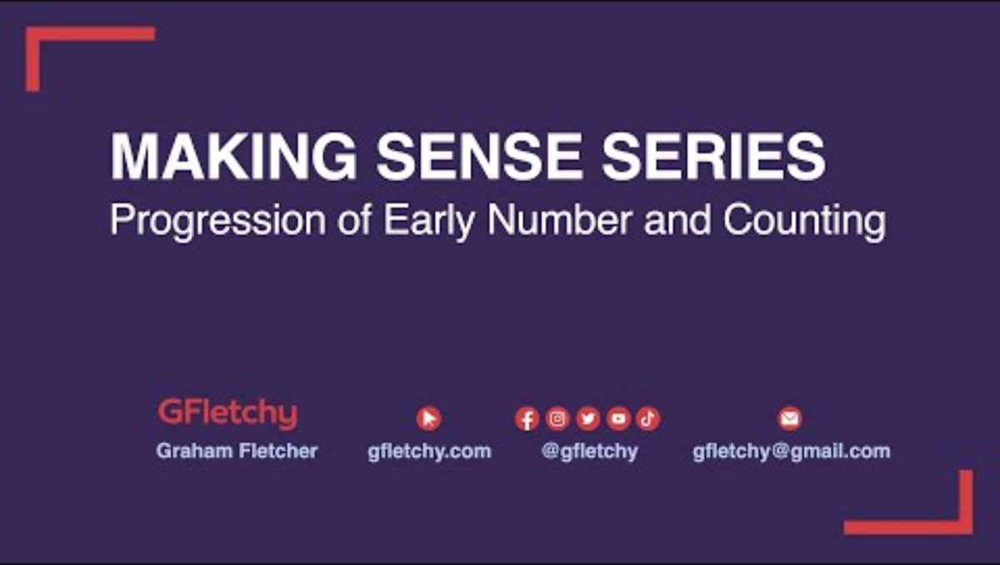 MAKING SENSE SERIES
Progression of Early Number and Counting
GFletchy
Graham Fletcher
gfletchy.com
@gfletchy
gfletchy@gmail.com